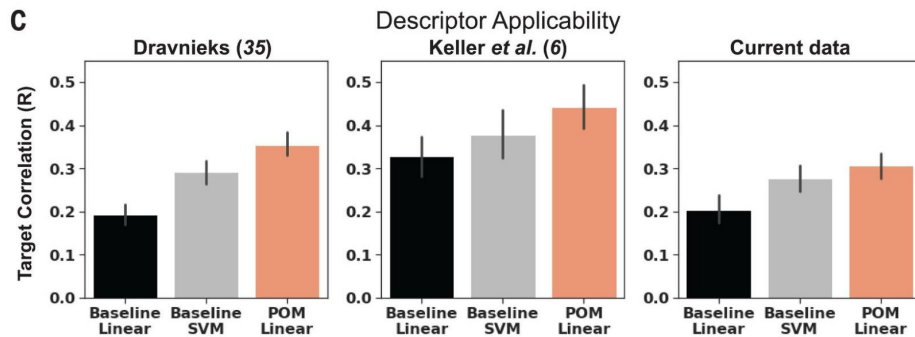 C
Descriptor Applicability
Dravnieks (35)
Keller et al. (6)
Current data
Target Correlation (R)
0.5
0.4
0.3
0.2
0.1
0.0
Baseline Linear
Baseline SVM
POM Linear
0.5
0.4
0.3
0.2
0.1
0.0
Baseline Linear
Baseline SVM
POM Linear
0.5
0.4
0.3
0.2
0.1
0.0
Baseline Linear
Baseline SVM
POM Linear